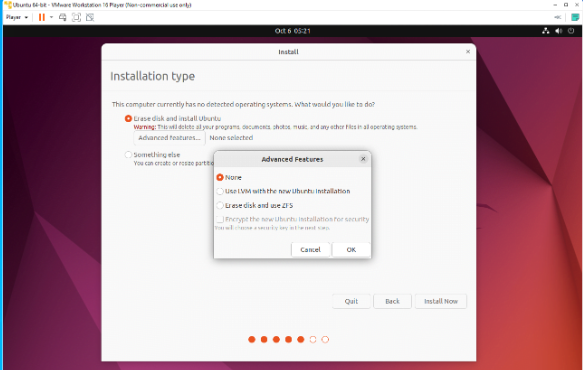 Ubuntu 64-bit - VMware Workstation 16 Player (Non-commercial use only)
Player
Oct 6 03:21
Install
Installation type
This computer currently has no detected operating systems. What would you like to do?
Erase disk and install Ubuntu
Warning: This will delete all your programs, documents, photos, music, and any other files in all operating systems.
Advanced features... None selected
Something else
You can create or resize partitio
Advanced Features
None
Use LVM with the new Ubuntu installation
Erase disk and use ZFS
Encrypt the new Ubuntu installation for security
You will choose a security key in the next step.
Cancel OK
Quit Back Install Now